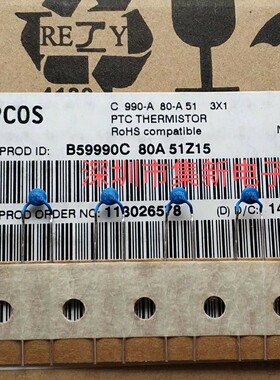 RE
PCOS
C 990-A 80-A 51 3X1
PTC THERMISTOR
RoHS compatible
PROD ID: B59990C 80A 51Z15
深圳市集新电子
PROD ORDER NO: 118026578 (D) D/C: 14